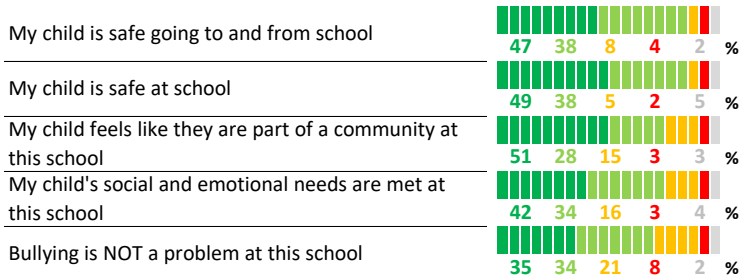 My child is safe going to and from school
47 38 8 4 2 %
My child is safe at school
49 38 5 2 5 %
My child feels like they are part of a community at
this school
51 28 15 3 3 %
My child's social and emotional needs are met at
this school
42 34 16 3 4 %
Bullying is NOT a problem at this school
35 34 21 8 2 %